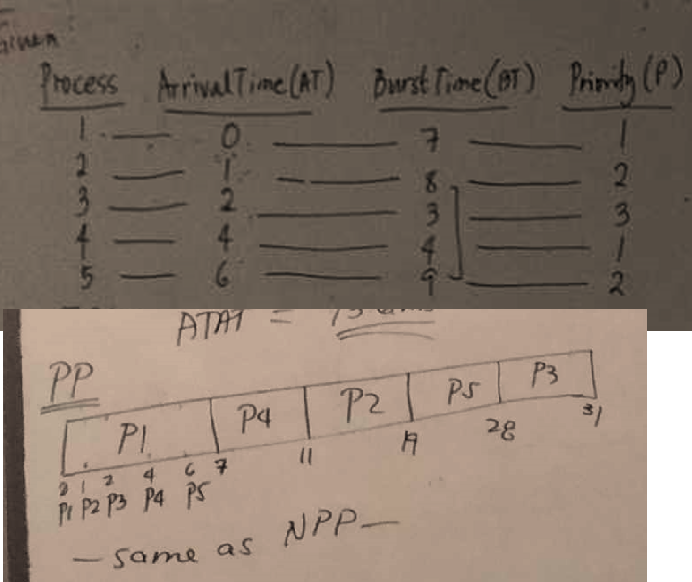 Given:
Process Arrival Time (AT) Burst Time (BT) Priority (P)
1 0 7 1
2 1 8 2
3 2 3 3
4 4 4 1
5 6 9 2
ATAT =
PP
P1 P4 P2 P5 P3
0 1 2 4 6 7 11 19 28 31
P1 P2 P3 P4 P5
- same as NPP -